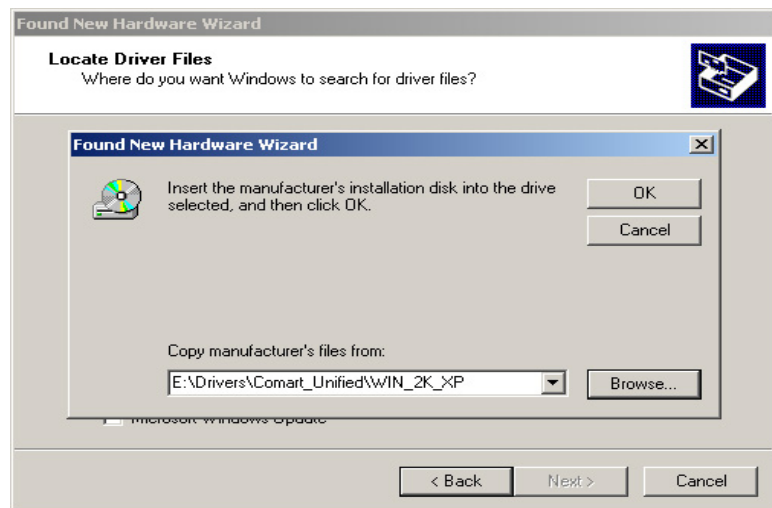 Found New Hardware Wizard
Locate Driver Files
Where do you want Windows to search for driver files?
Found New Hardware Wizard
Insert the manufacturer's installation disk into the drive
selected, and then click OK.
OK
Cancel
Copy manufacturer's files from:
E:\Drivers\Comart_Unified\WIN_2K_XP
Browse...
Microsoft Windows Update
< Back
Next >
Cancel